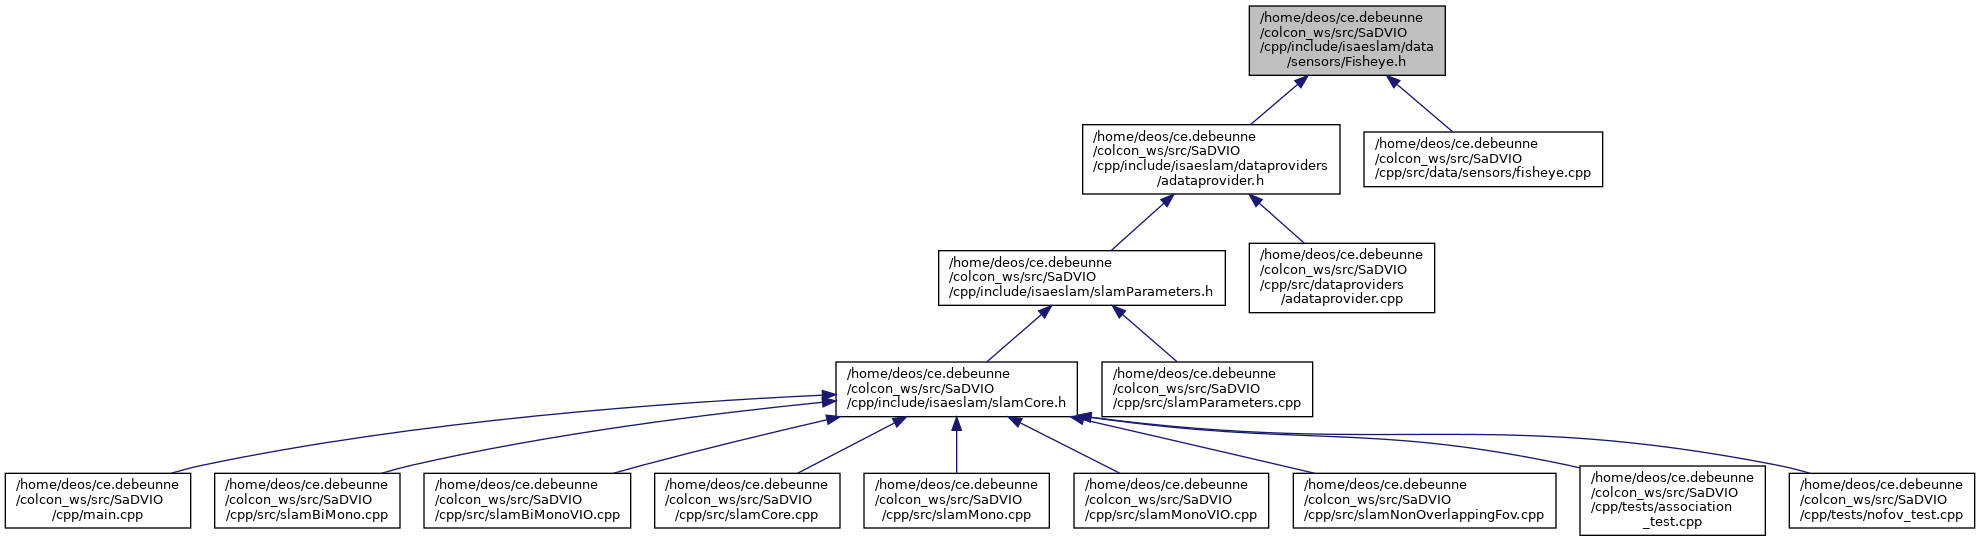 /home/deos/ce.debeunne
/colcon_ws/src/SaDVIO
/cpp/include/isaeslam/data
/sensors/Fisheye.h
/home/deos/ce.debeunne
/colcon_ws/src/SaDVIO
/cpp/include/isaeslam/dataproviders
/adataprovider.h
/home/deos/ce.debeunne
/colcon_ws/src/SaDVIO
/cpp/src/data/sensors/fisheye.cpp
/home/deos/ce.debeunne
/colcon_ws/src/SaDVIO
/cpp/include/isaeslam/slamParameters.h
/home/deos/ce.debeunne
/colcon_ws/src/SaDVIO
/cpp/src/dataproviders
/adataprovider.cpp
/home/deos/ce.debeunne
/colcon_ws/src/SaDVIO
/cpp/include/isaeslam/slamCore.h
/home/deos/ce.debeunne
/colcon_ws/src/SaDVIO
/cpp/src/slamParameters.cpp
/home/deos/ce.debeunne
/colcon_ws/src/SaDVIO
/cpp/main.cpp
/home/deos/ce.debeunne
/colcon_ws/src/SaDVIO
/cpp/src/slamBiMono.cpp
/home/deos/ce.debeunne
/colcon_ws/src/SaDVIO
/cpp/src/slamBiMonoVIO.cpp
/home/deos/ce.debeunne
/colcon_ws/src/SaDVIO
/cpp/src/slamCore.cpp
/home/deos/ce.debeunne
/colcon_ws/src/SaDVIO
/cpp/src/slamMono.cpp
/home/deos/ce.debeunne
/colcon_ws/src/SaDVIO
/cpp/src/slamMonoVIO.cpp
/home/deos/ce.debeunne
/colcon_ws/src/SaDVIO
/cpp/src/slamNonOverlappingFov.cpp
/home/deos/ce.debeunne
/colcon_ws/src/SaDVIO
/cpp/tests/association
_test.cpp
/home/deos/ce.debeunne
/colcon_ws/src/SaDVIO
/cpp/tests/nofov_test.cpp